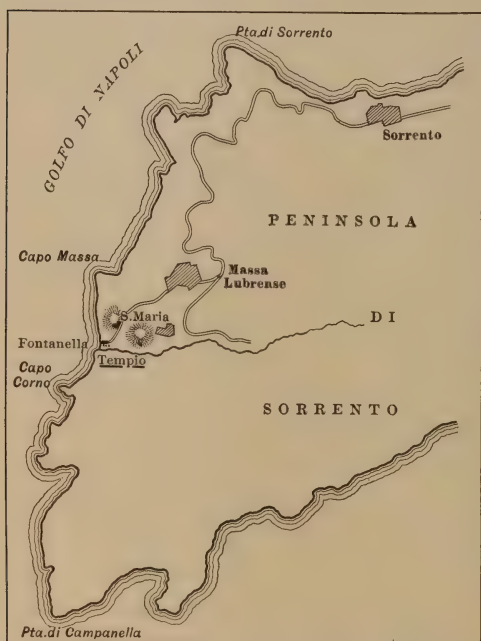 Pta. di Sorrento
GOLFO DI NAPOLI
Sorrento
PENINSOLA
Capo Massa
Massa
Lubrense
S. Maria
DI
Fontanella
Tempio
Capo
Corno
SORRENTO
Pta. di Campanella